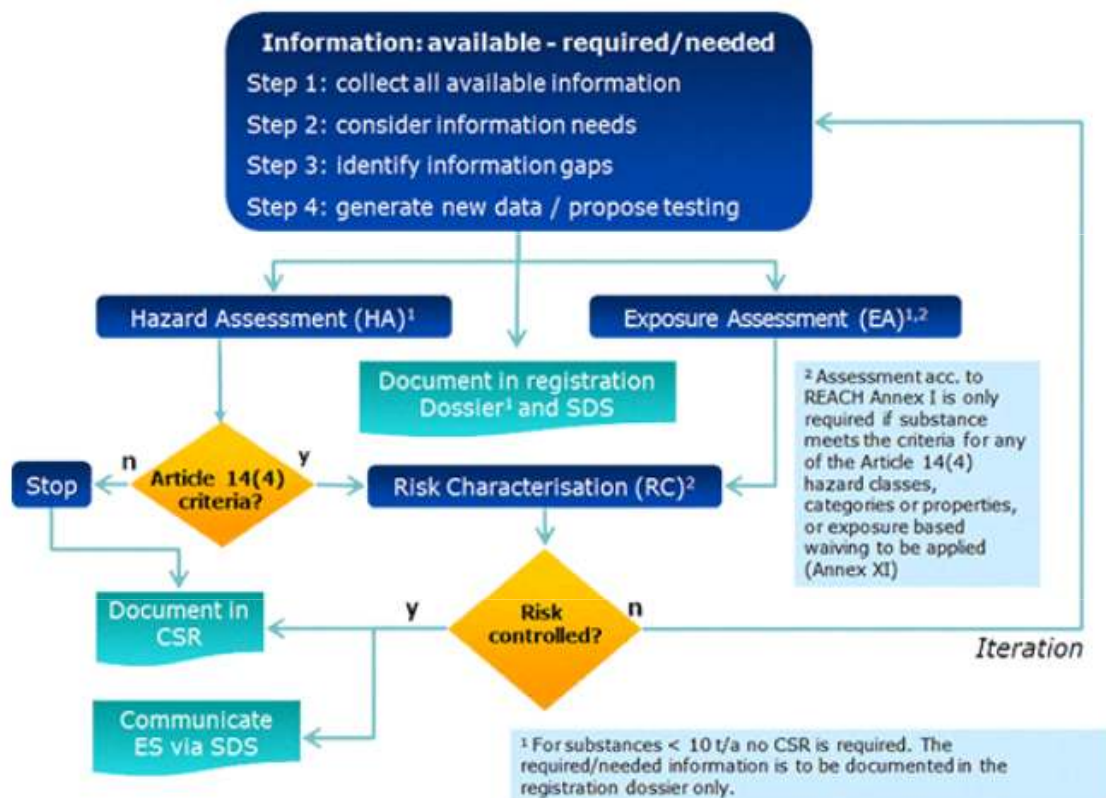 Information: available - required/needed
Step 1: collect all available information
Step 2: consider information needs
Step 3: identify information gaps
Step 4: generate new data / propose testing
Hazard Assessment (HA)¹
Exposure Assessment (EA)¹,²
Document in registration
Dossier¹ and SDS
² Assessment acc. to
REACH Annex I is only
required if substance
meets the criteria for any
of the Article 14(4)
hazard classes,
categories or properties,
or exposure based
waiving to be applied
(Annex XI)
n
y
Stop
Article 14(4)
criteria?
Risk Characterisation (RC)²
Document in
CSR
y
n
Risk
controlled?
Iteration
Communicate
ES via SDS
¹ For substances < 10 t/a no CSR is required. The
required/needed information is to be documented in the
registration dossier only.